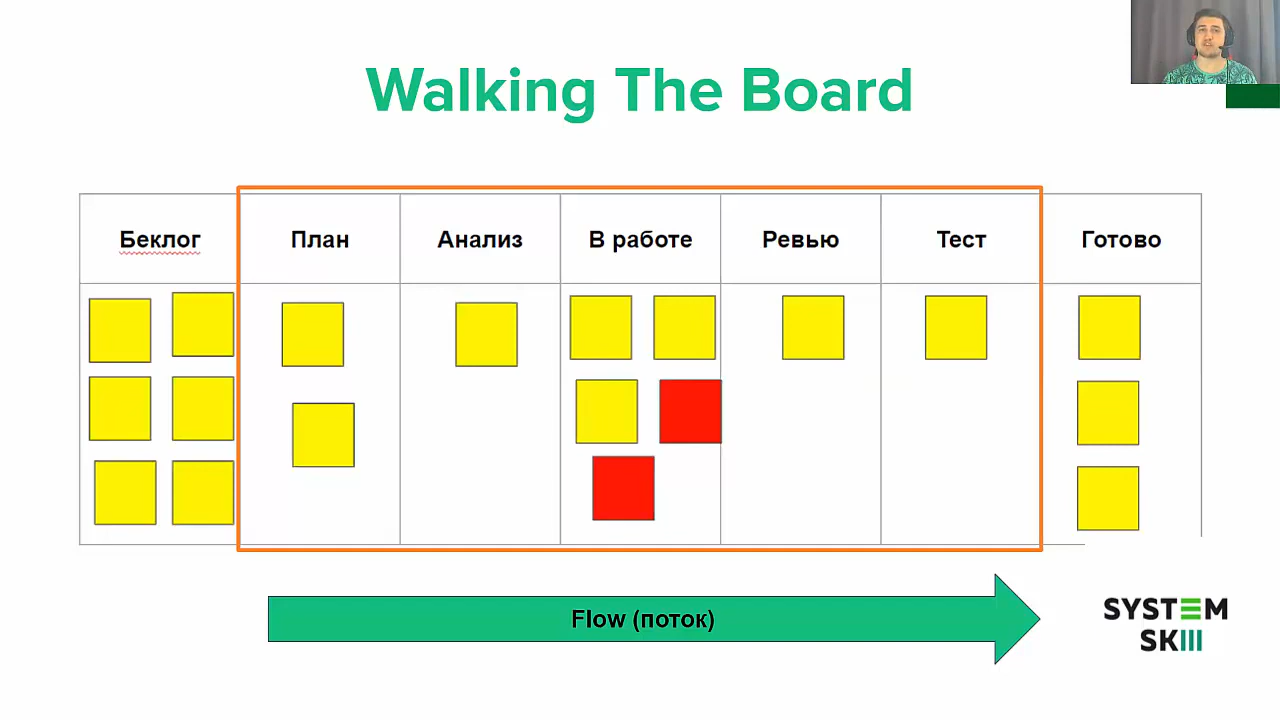 Walking The Board
Беклог План Анализ В работе Ревью Тест Готово
Flow (поток)
SYSTEM
SKILL